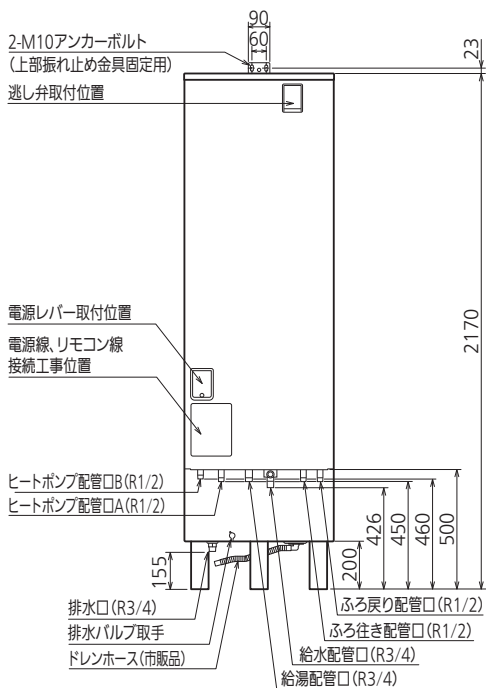 90
60
23
2-M10アンカーボルト
(上部振れ止め金具固定用)
逃し弁取付位置
2170
電源レバー取付位置
電源線、リモコン線
接続工事位置
ヒートポンプ配管口B(R1/2)
ヒートポンプ配管口A(R1/2)
155
200
426
450
460
500
排水口(R3/4)
排水バルブ取手
ドレンホース(市販品)
ふろ戻り配管口(R1/2)
ふろ往き配管口(R1/2)
給水配管口(R3/4)
給湯配管口(R3/4)